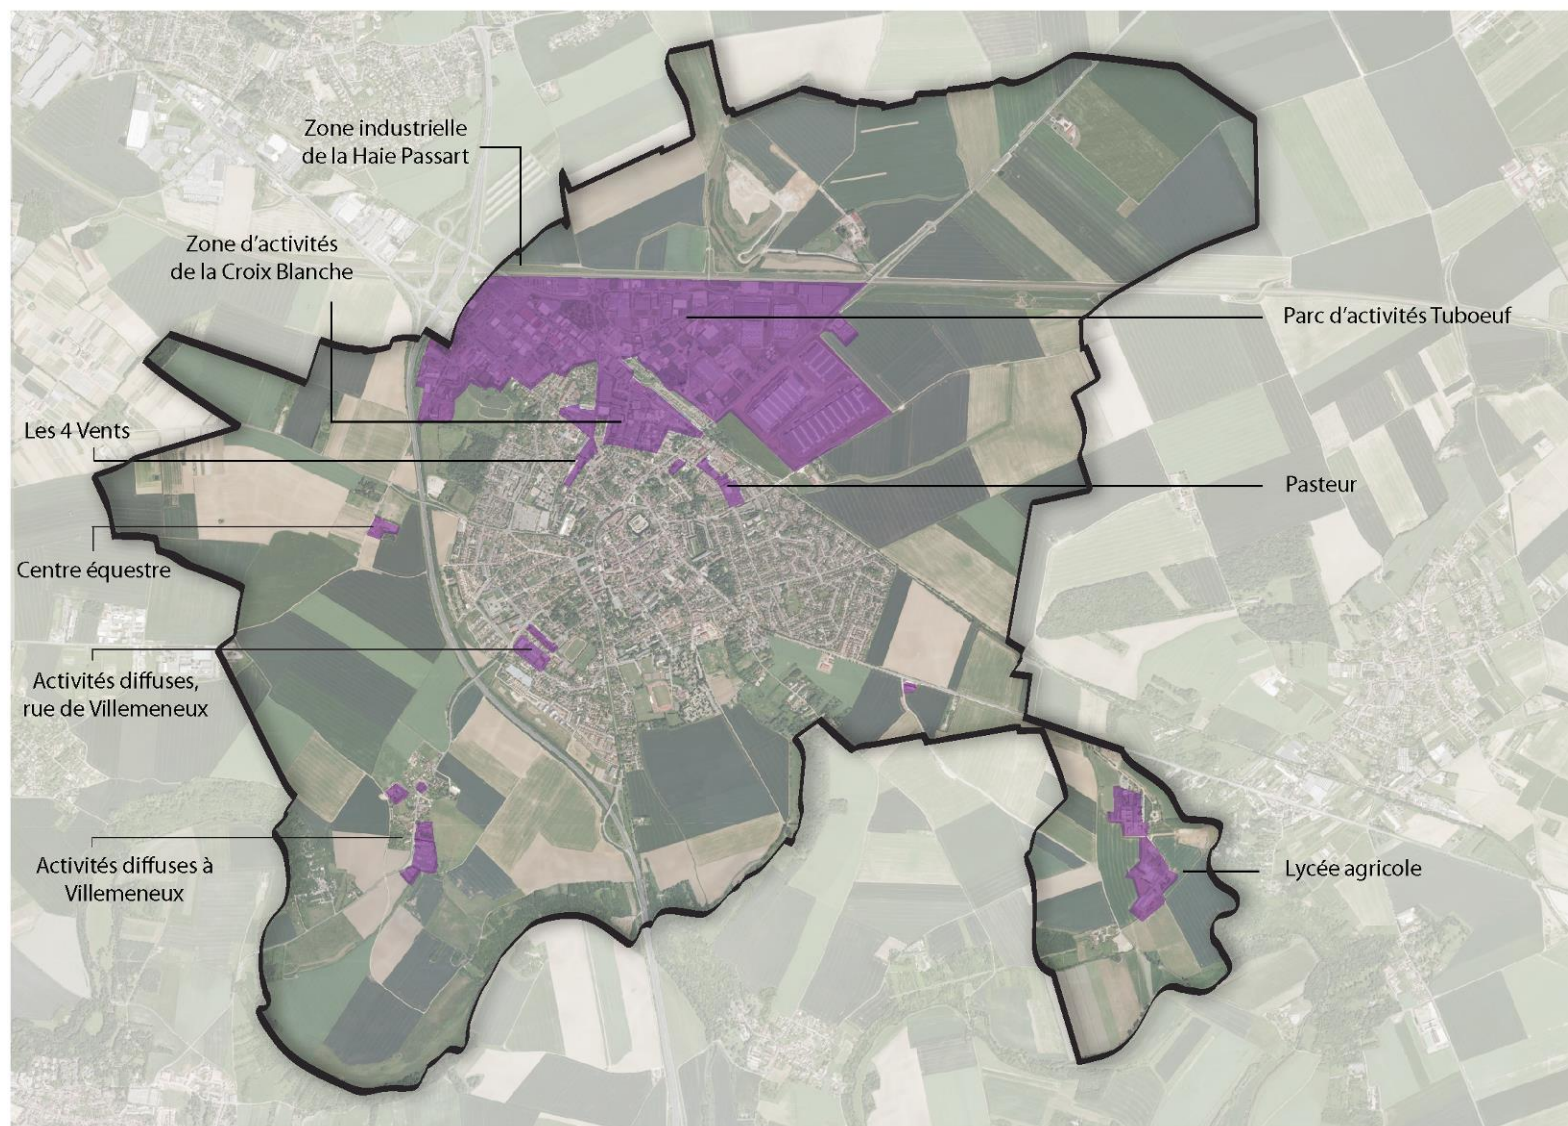 Zone industrielle
de la Haie Passart
Zone d'activités
de la Croix Blanche
Parc d'activités Tuboeuf
Les 4 Vents
Pasteur
Centre équestre
Activités diffuses,
rue de Villemeneux
Activités diffuses à
Villemeneux
Lycée agricole